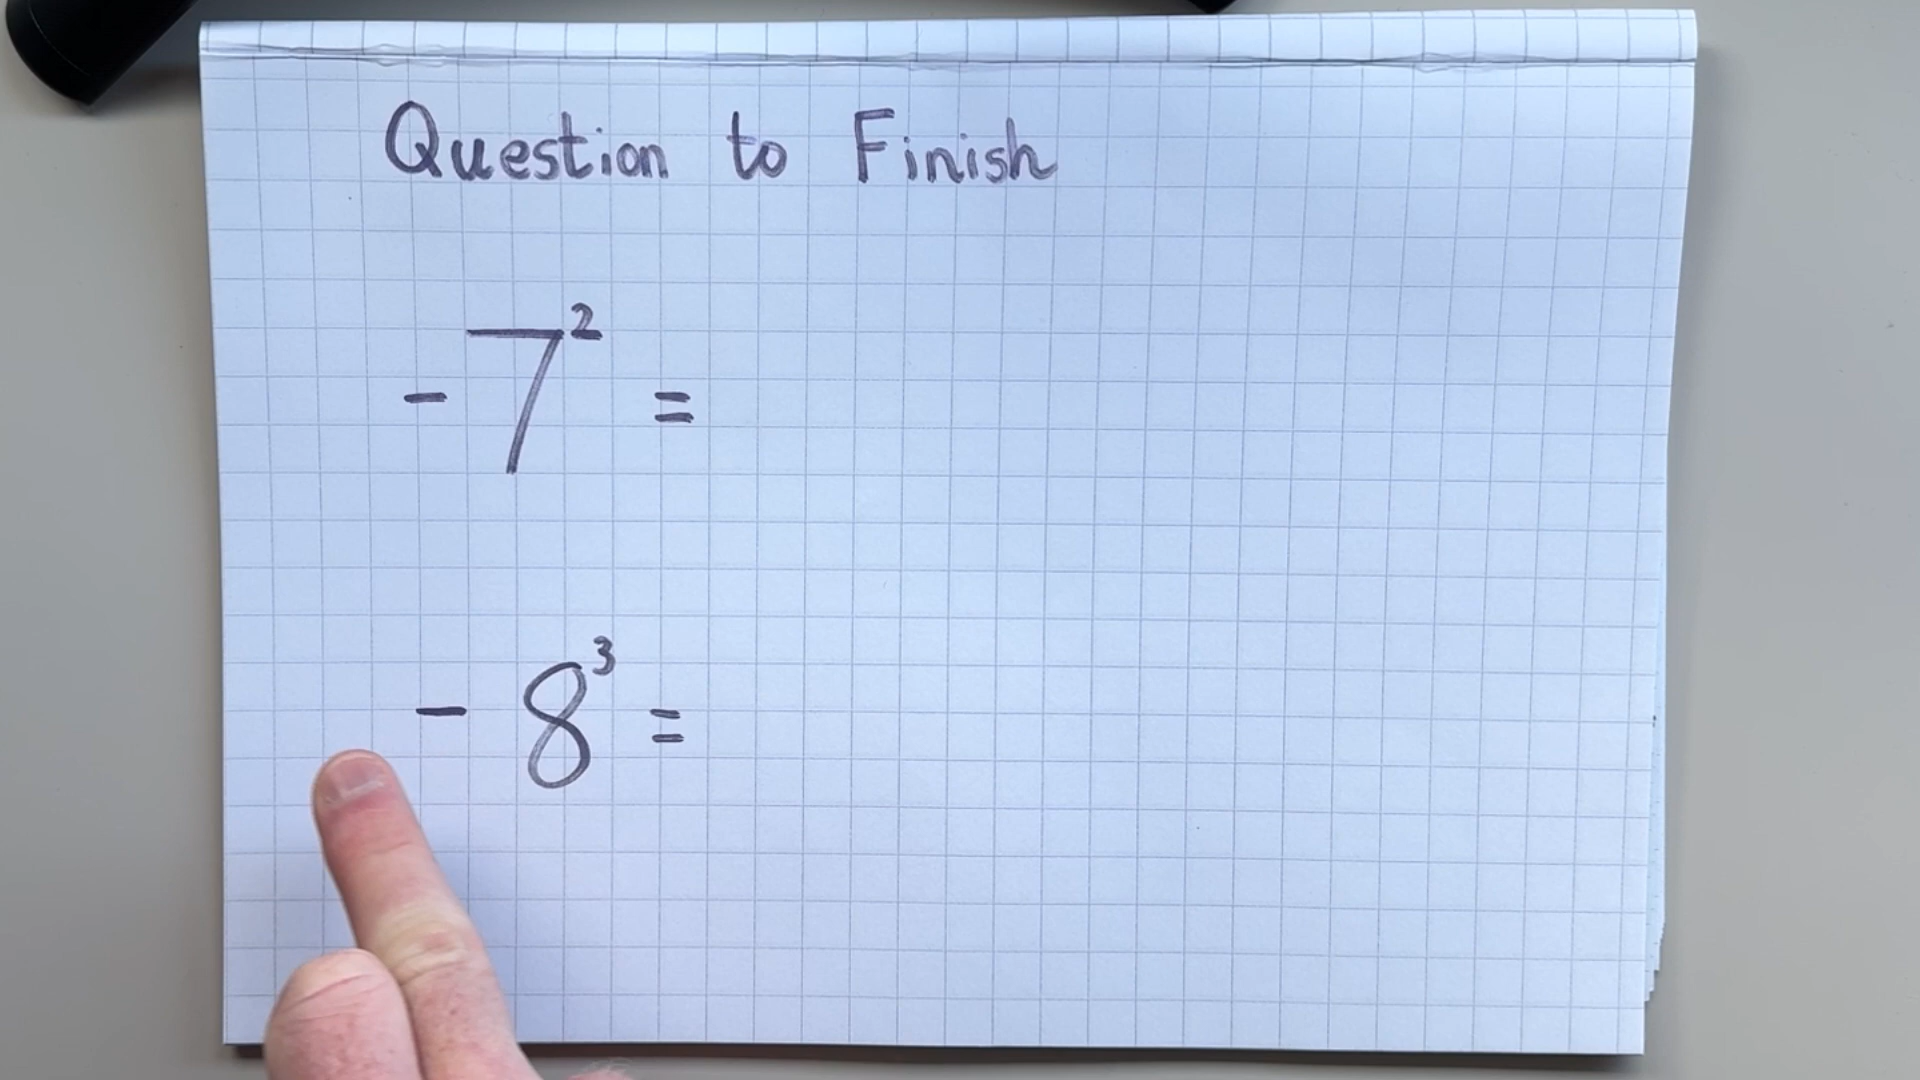 Question to Finish
-7² =
- 8³ =